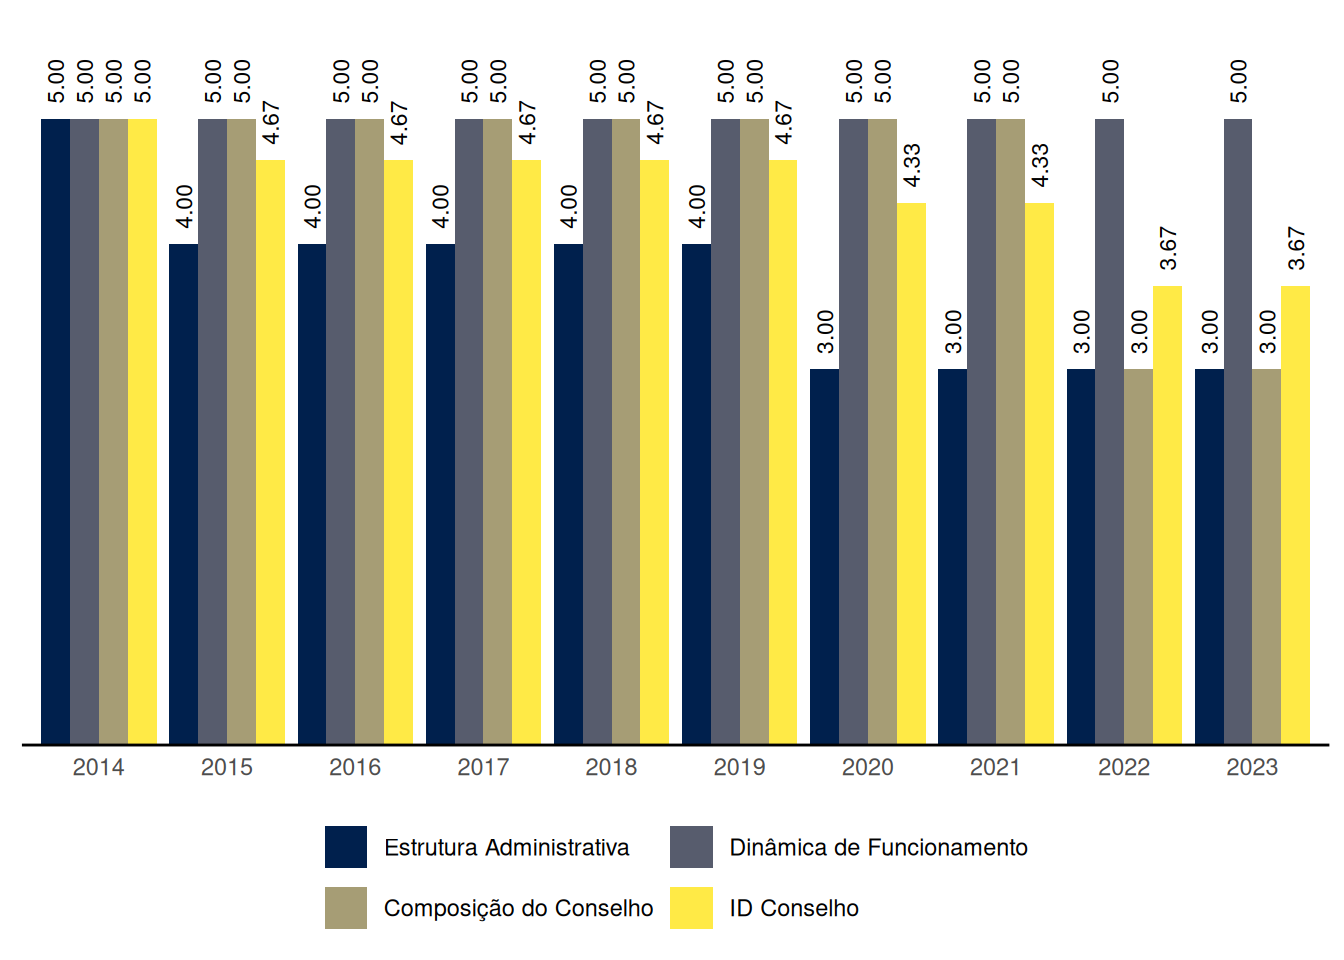 5.00 5.00 5.00 5.00 4.00 5.00 5.00 4.67 4.00 5.00 5.00 4.67 4.00 5.00 5.00 4.67 4.00 5.00 5.00 4.67 4.00 5.00 5.00 4.67 3.00 5.00 5.00 4.33 3.00 5.00 5.00 4.33 3.00 5.00 3.00 3.67 3.00 5.00 3.00 3.67
2014 2015 2016 2017 2018 2019 2020 2021 2022 2023
Estrutura Administrativa Dinâmica de Funcionamento
Composição do Conselho ID Conselho